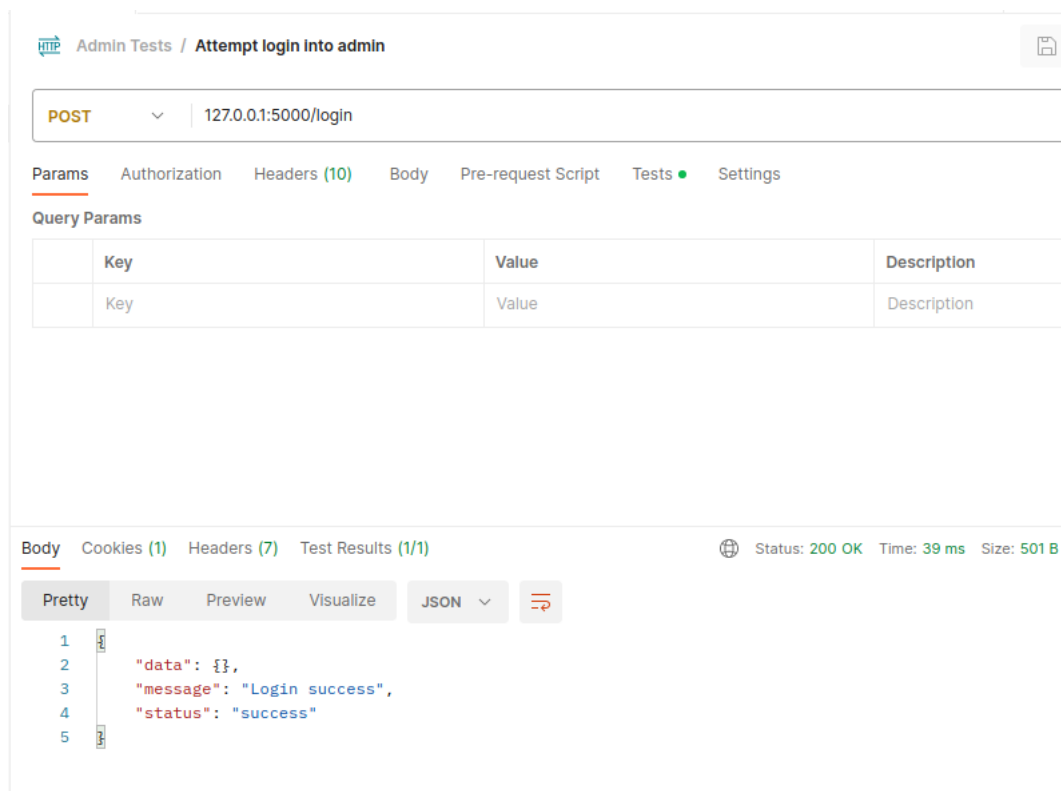 HTTP Admin Tests / Attempt login into admin
POST 127.0.0.1:5000/login
Params Authorization Headers (10) Body Pre-request Script Tests Settings
Query Params
Key Value Description
Key Value Description
Body Cookies (1) Headers (7) Test Results (1/1) Status: 200 OK Time: 39 ms Size: 501 B
Pretty Raw Preview Visualize JSON
1 {
2 "data": {},
3 "message": "Login success",
4 "status": "success"
5 }